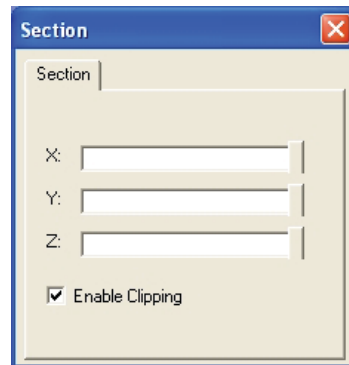 Section
Section
X:
Y:
Z:
Enable Clipping